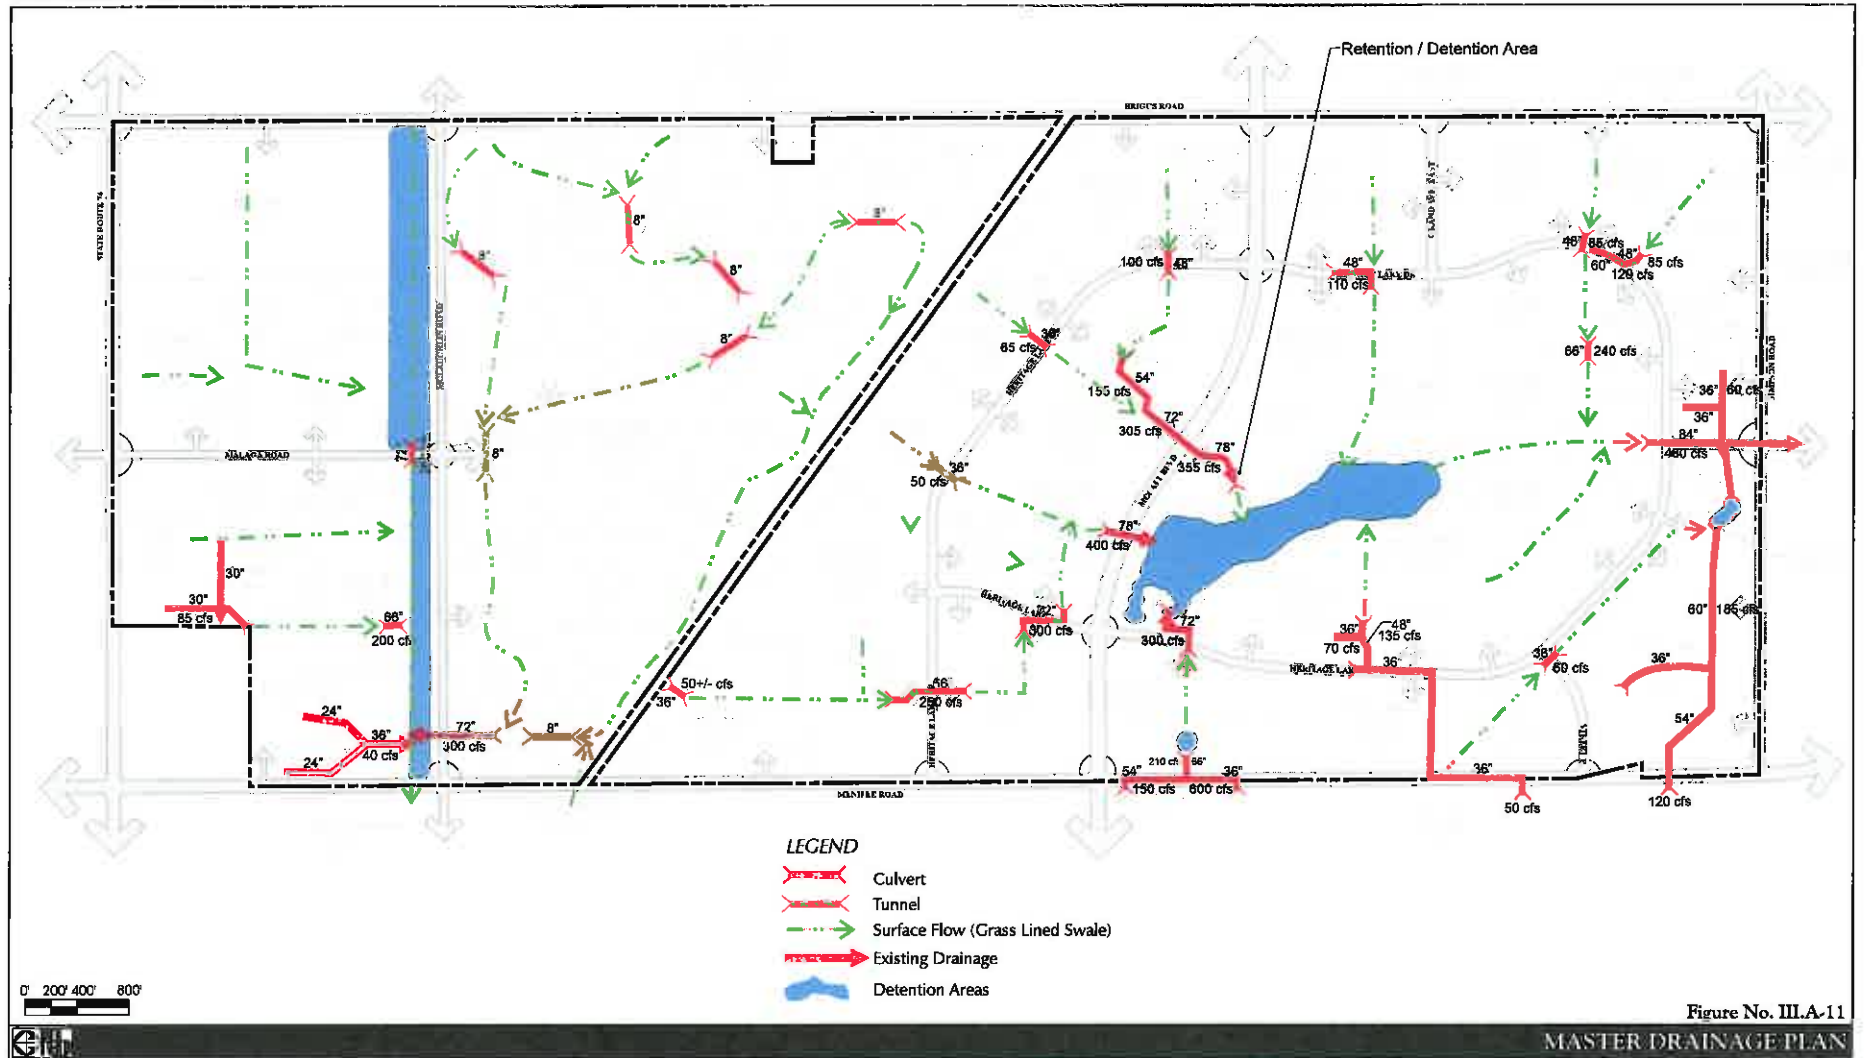 Retention / Detention Area
BRIGGS ROAD
8"
8"
8"
8"
8"
8"
8"
MALAGA ROAD
72"
30"
30"
85 cfs
66"
200 cfs
24"
24"
36"
40 cfs
72"
300 cfs
50+/- cfs
36"
MENIFEE ROAD
100 cfs
48"
48"
110 cfs
48"
85 cfs
48"
60"
129 cfs
85 cfs
36"
65 cfs
54"
155 cfs
72"
305 cfs
78"
355 cfs
66"
240 cfs
36"
60 cfs
36"
84"
460 cfs
36"
50 cfs
78"
400 cfs
72"
300 cfs
72"
300 cfs
66"
250 cfs
36"
48"
135 cfs
70 cfs
36"
36"
60 cfs
60"
185 cfs
36"
54"
210 cfs
66"
54"
150 cfs
36"
600 cfs
36"
50 cfs
120 cfs
LEGEND
Culvert
Tunnel
Surface Flow (Grass Lined Swale)
Existing Drainage
Detention Areas
0' 200' 400' 800'
Figure No. III.A-11
MASTER DRAINAGE PLAN